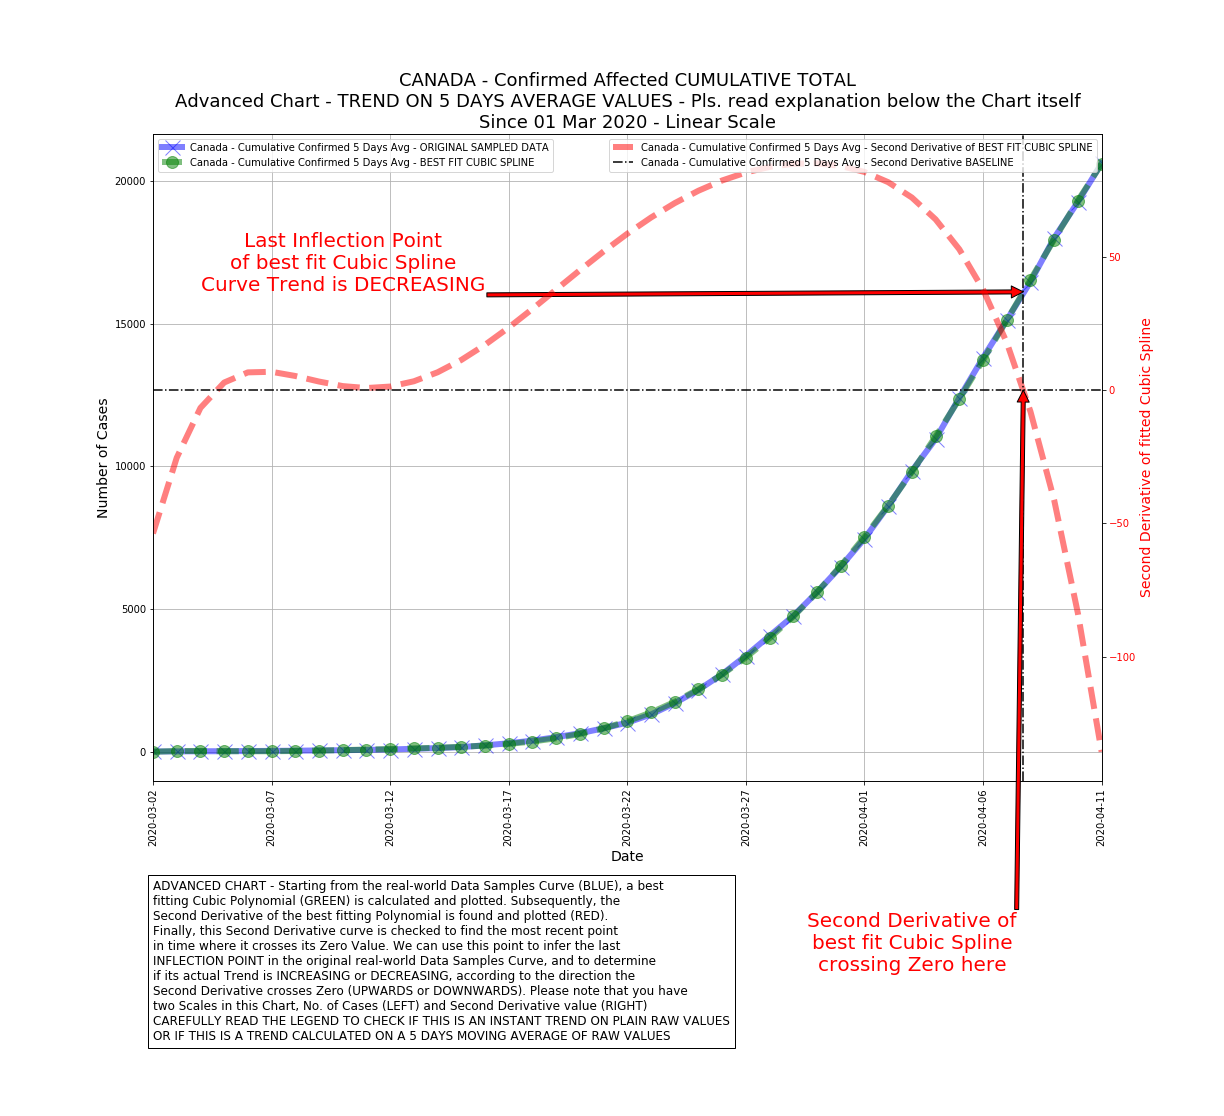 CANADA - Confirmed Affected CUMULATIVE TOTAL
Advanced Chart - TREND ON 5 DAYS AVERAGE VALUES - Pls. read explanation below the Chart itself
Since 01 Mar 2020 - Linear Scale
Canada - Cumulative Confirmed 5 Days Avg - ORIGINAL SAMPLED DATA
Canada - Cumulative Confirmed 5 Days Avg - BEST FIT CUBIC SPLINE
Canada - Cumulative Confirmed 5 Days Avg - Second Derivative of BEST FIT CUBIC SPLINE
Canada - Cumulative Confirmed 5 Days Avg - Second Derivative BASELINE
Last Inflection Point
of best fit Cubic Spline
Curve Trend is DECREASING
Number of Cases
20000
15000
10000
5000
0
50
0
−50
−100
Second Derivative of fitted Cubic Spline
2020-03-02
2020-03-07
2020-03-12
2020-03-17
2020-03-22
2020-03-27
2020-04-01
2020-04-06
2020-04-11
Date
ADVANCED CHART - Starting from the real-world Data Samples Curve (BLUE), a best
fitting Cubic Polynomial (GREEN) is calculated and plotted. Subsequently, the
Second Derivative of the best fitting Polynomial is found and plotted (RED).
Finally, this Second Derivative curve is checked to find the most recent point
in time where it crosses its Zero Value. We can use this point to infer the last
INFLECTION POINT in the original real-world Data Samples Curve, and to determine
if its actual Trend is INCREASING or DECREASING, according to the direction the
Second Derivative crosses Zero (UPWARDS or DOWNWARDS). Please note that you have
two Scales in this Chart, No. of Cases (LEFT) and Second Derivative value (RIGHT)
CAREFULLY READ THE LEGEND TO CHECK IF THIS IS AN INSTANT TREND ON PLAIN RAW VALUES
OR IF THIS IS A TREND CALCULATED ON A 5 DAYS MOVING AVERAGE OF RAW VALUES
Second Derivative of
best fit Cubic Spline
crossing Zero here